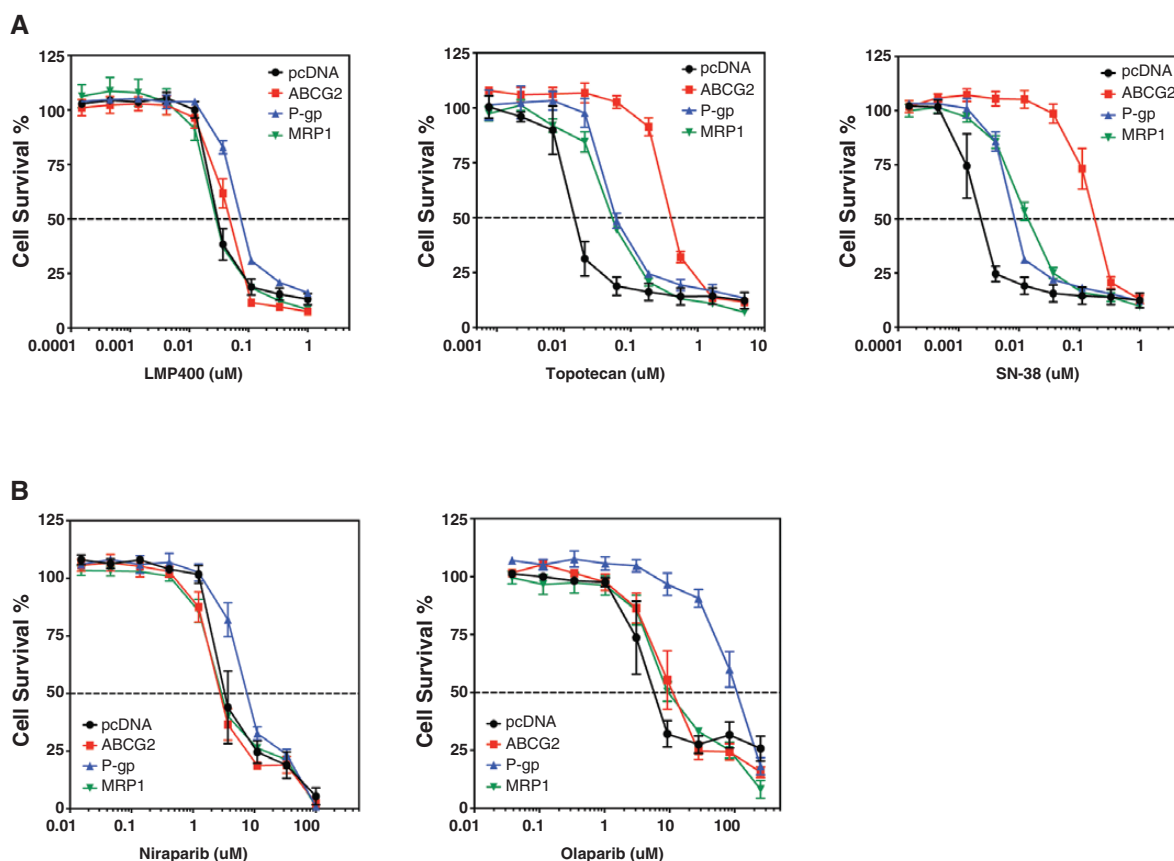 A
Cell Survival %
125
100
75
50
25
0
pcDNA
ABCG2
P-gp
MRP1
0.0001 0.001 0.01 0.1 1
LMP400 (uM)
Cell Survival %
125
100
75
50
25
0
pcDNA
ABCG2
P-gp
MRP1
0.001 0.01 0.1 1 10
Topotecan (uM)
Cell Survival %
125
100
75
50
25
0
pcDNA
ABCG2
P-gp
MRP1
0.0001 0.001 0.01 0.1 1
SN-38 (uM)
B
Cell Survival %
125
100
75
50
25
0
pcDNA
ABCG2
P-gp
MRP1
0.01 0.1 1 10 100
Niraparib (uM)
Cell Survival %
125
100
75
50
25
0
pcDNA
ABCG2
P-gp
MRP1
0.01 0.1 1 10 100
Olaparib (uM)